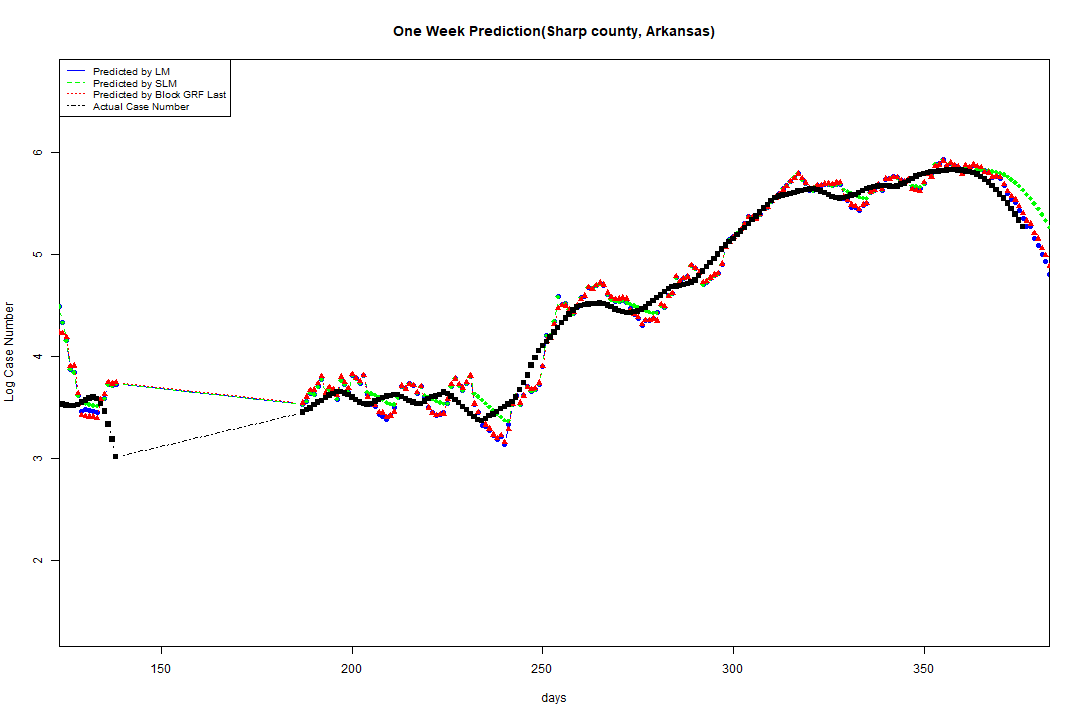 One Week Prediction(Sharp county, Arkansas)
Predicted by LM
Predicted by SLM
Predicted by Block GRF Last
Actual Case Number
6
5
4
3
2
Log Case Number
150 200 250 300 350
days